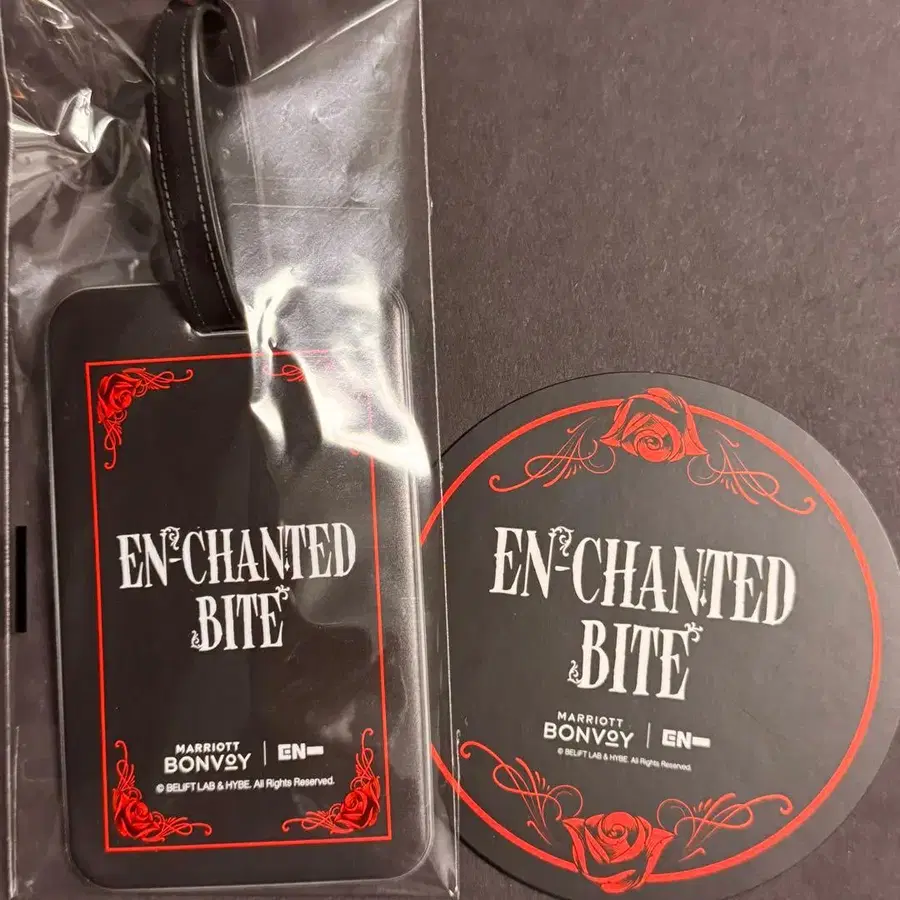 EN-CHANTED
BITE
MARRIOTT
BONVOY | EN-
© BELIFT LAB & HYBE. All Rights Reserved.
EN-CHANTED
BITE
MARRIOTT
BONVOY | EN-
© BELIFT LAB & HYBE. All Rights Reserved.